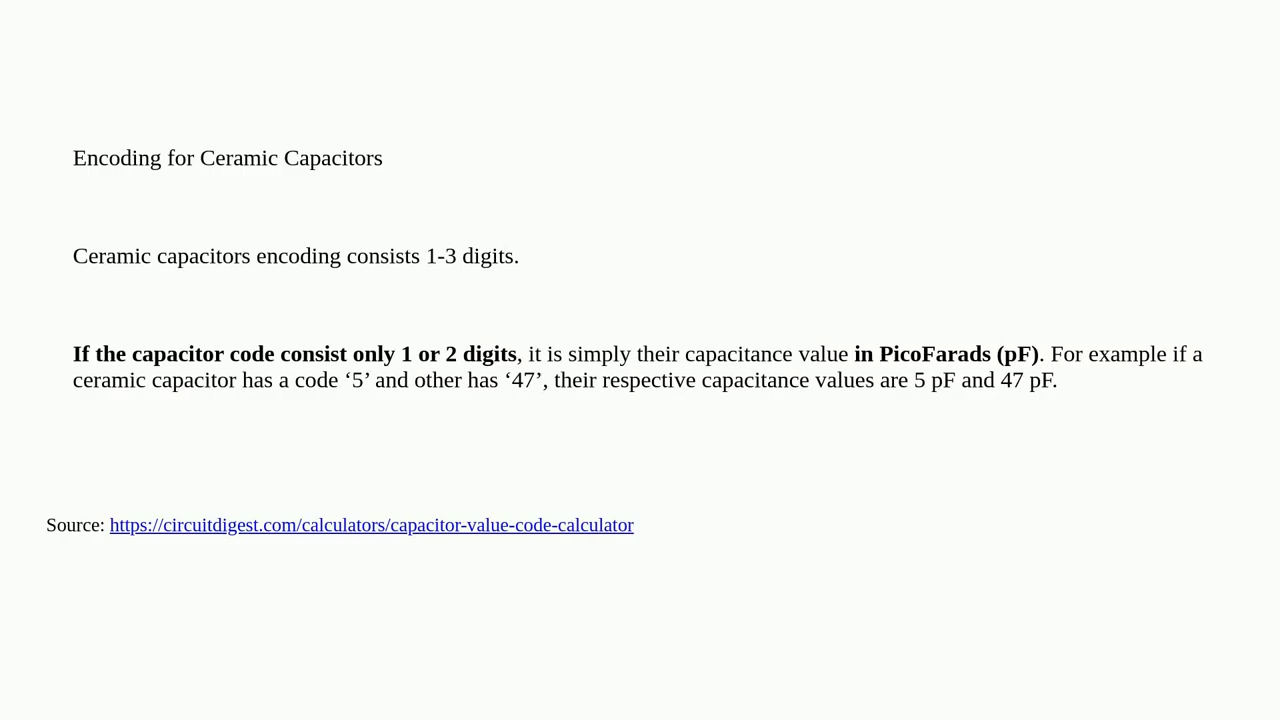 Encoding for Ceramic Capacitors
Ceramic capacitors encoding consists 1-3 digits.
If the capacitor code consist only 1 or 2 digits, it is simply their capacitance value in PicoFarads (pF). For example if a
ceramic capacitor has a code ‘5’ and other has ‘47’, their respective capacitance values are 5 pF and 47 pF.
Source: https://circuitdigest.com/calculators/capacitor-value-code-calculator